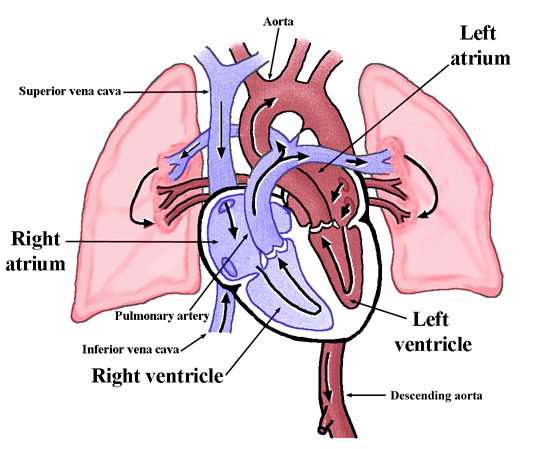 Aorta
Left
atrium
Superior vena cava
Right
atrium
Pulmonary artery
Left
ventricle
Inferior vena cava
Right ventricle
Descending aorta